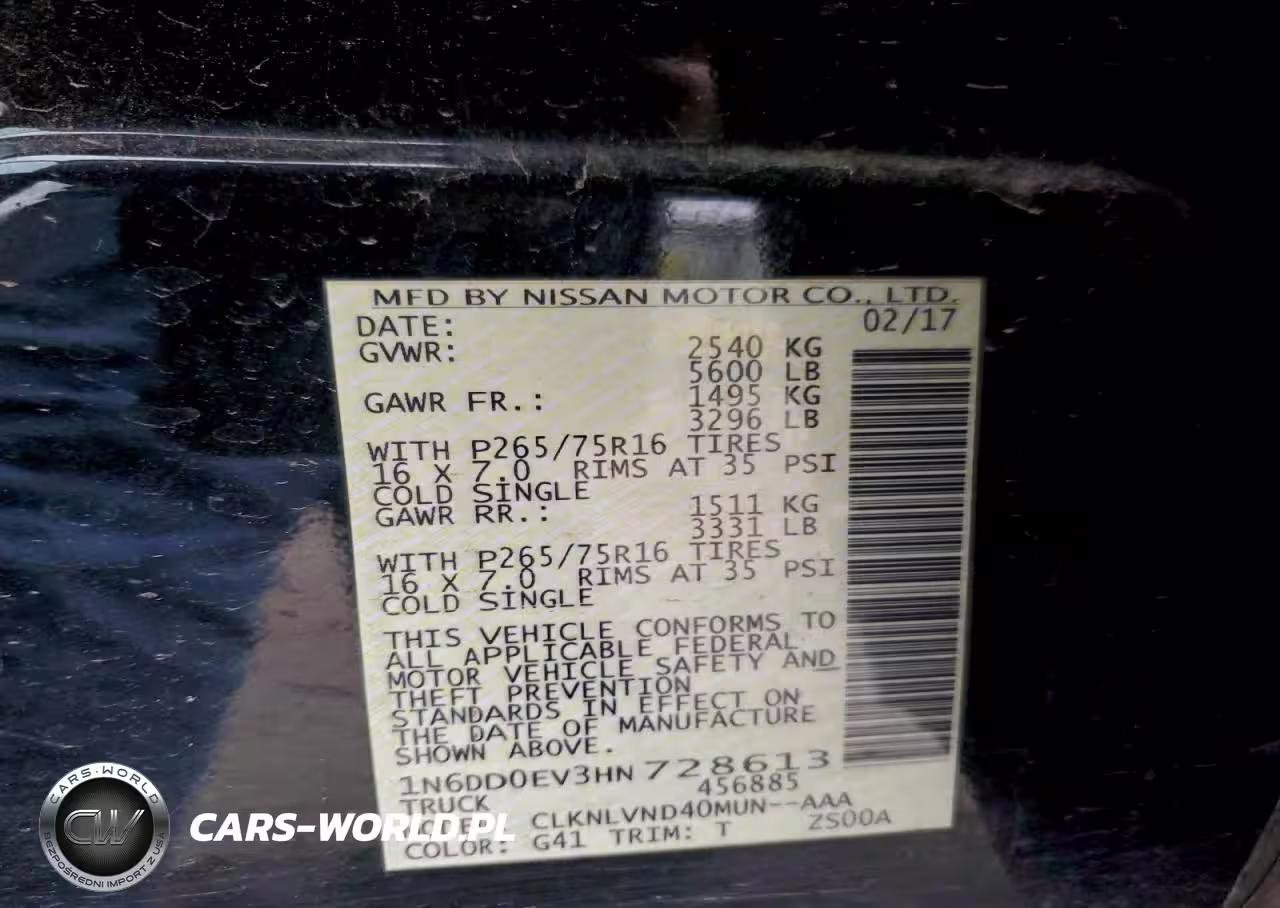 MFD BY NISSAN MOTOR CO., LTD.
DATE: 02/17
GVWR: 2540 KG
5600 LB
GAWR FR.: 1495 KG
3296 LB
WITH P265/75R16 TIRES
16 X 7.0 RIMS AT 35 PSI
COLD SINGLE
GAWR RR.: 1511 KG
3331 LB
WITH P265/75R16 TIRES
16 X 7.0 RIMS AT 35 PSI
COLD SINGLE
THIS VEHICLE CONFORMS TO
ALL APPLICABLE FEDERAL
MOTOR VEHICLE SAFETY AND
THEFT PREVENTION
STANDARDS IN EFFECT ON
THE DATE OF MANUFACTURE
SHOWN ABOVE.
1N6DD0EV3HN728613
456885
TRUCK
CLKNLVND40MUN--AAA
COLOR: G41 TRIM: T ZS00A
CARS-WORLD
CW
BEZPOŚREDNI IMPORT Z USA
CARS-WORLD.PL